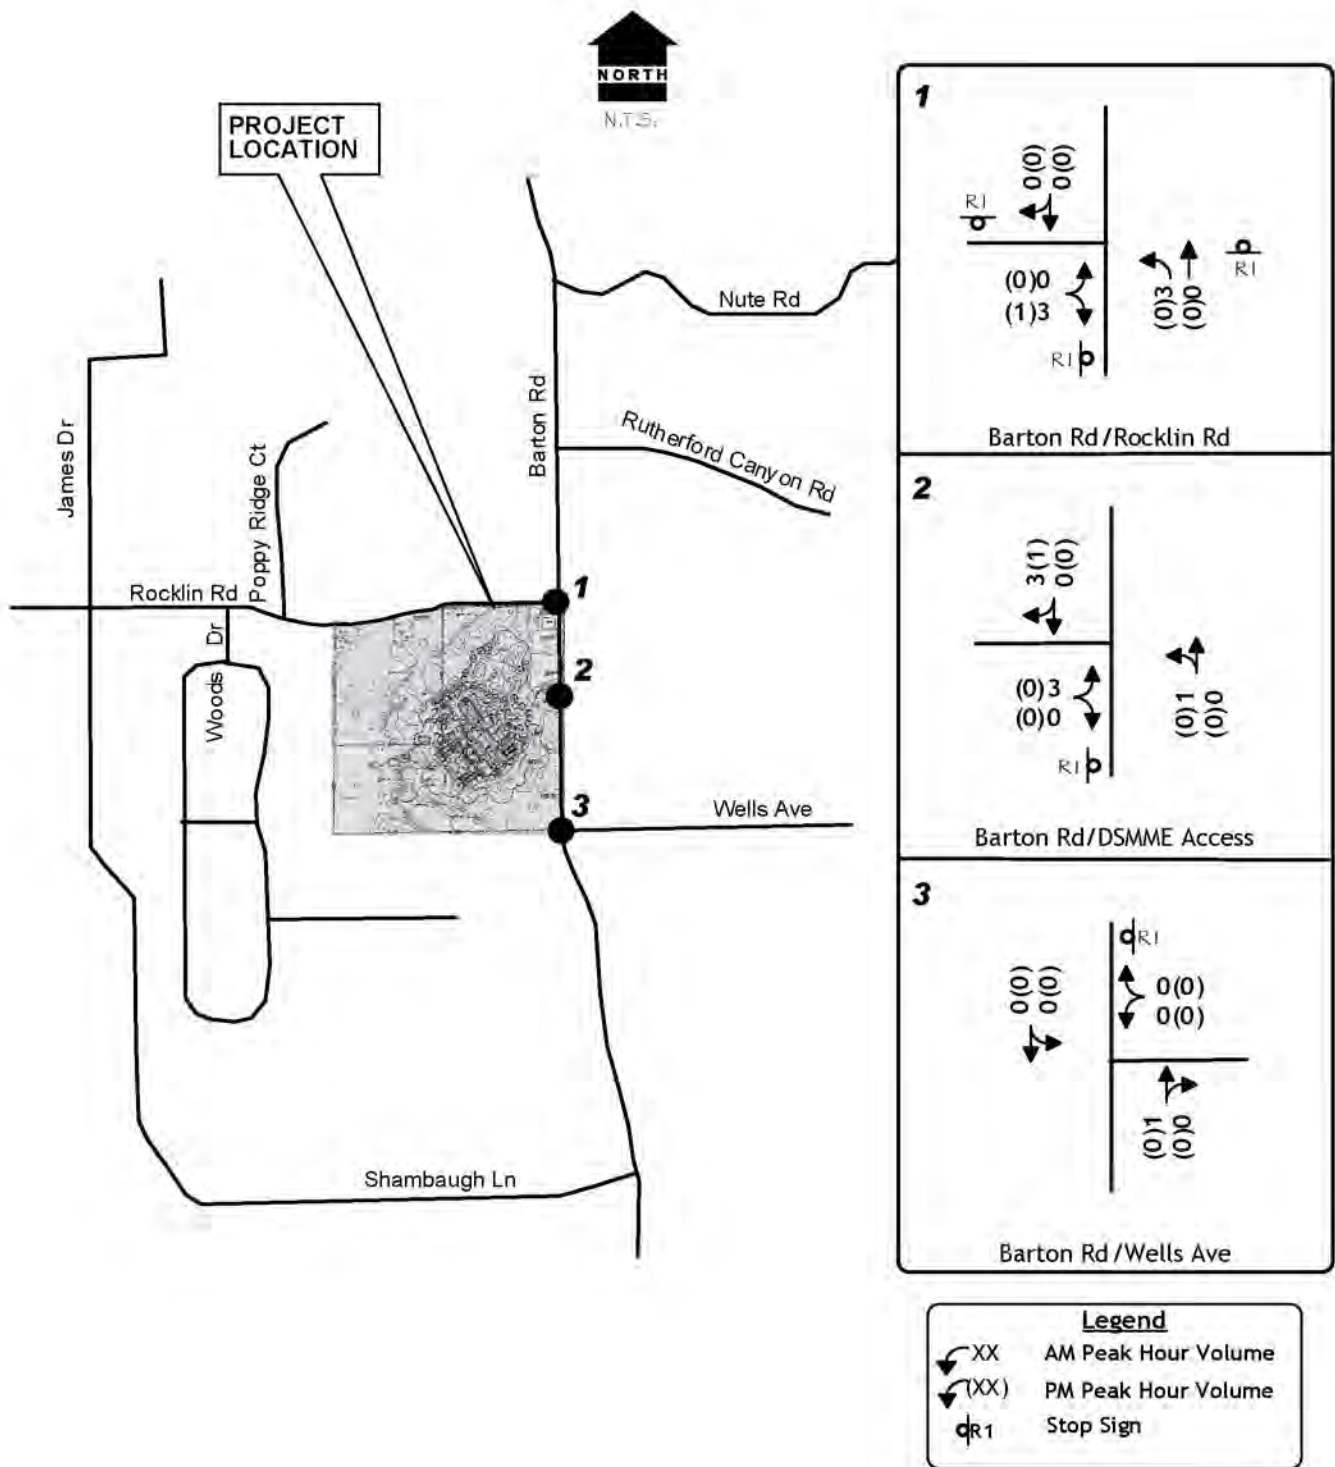 NORTH
N.T.S.
PROJECT
LOCATION
Nute Rd
Barton Rd
Rutherford Canyon Rd
James Dr
Poppy Ridge Ct
Rocklin Rd
Woods Dr
1
2
3
Wells Ave
Shambaugh Ln
1
0(0)
0(0)
R1
R1
(0)0
(1)3
(0)3
(0)0
R1
Barton Rd/Rocklin Rd
2
3(1)
0(0)
(0)3
(0)0
(0)1
(0)0
R1
Barton Rd/DSMME Access
3
R1
0(0)
0(0)
0(0)
0(0)
(0)1
(0)0
Barton Rd/Wells Ave
Legend
XX AM Peak Hour Volume
(XX) PM Peak Hour Volume
R1 Stop Sign